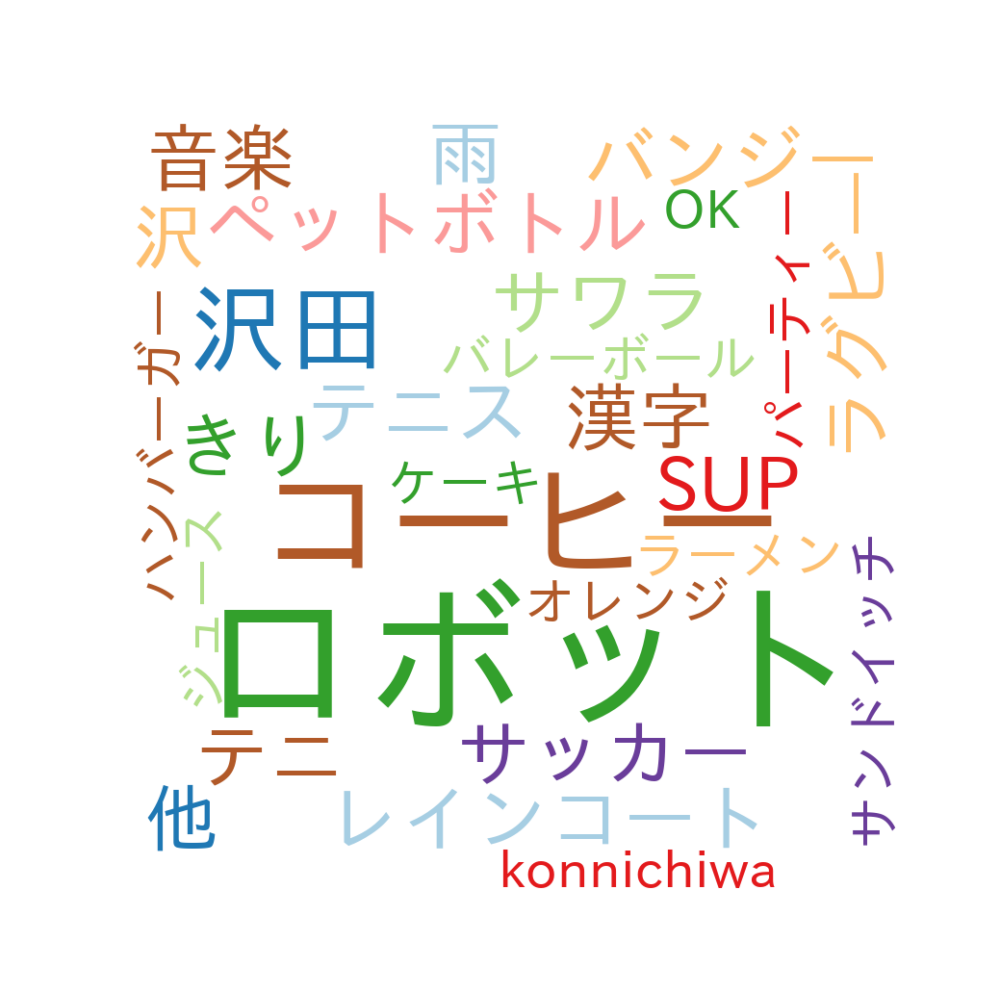 音楽
雨
バンジー
沢
ペットボトル
OK
パーティー
ラグビー
沢田
サワラ
バレーボール
ハンバーガー
テニス
漢字
きり
ケーキ
SUP
コーヒー
ジュース
ラーメン
サンドイッチ
オレンジ
ロボット
テニ
サッカー
他
レインコート
konnichiwa